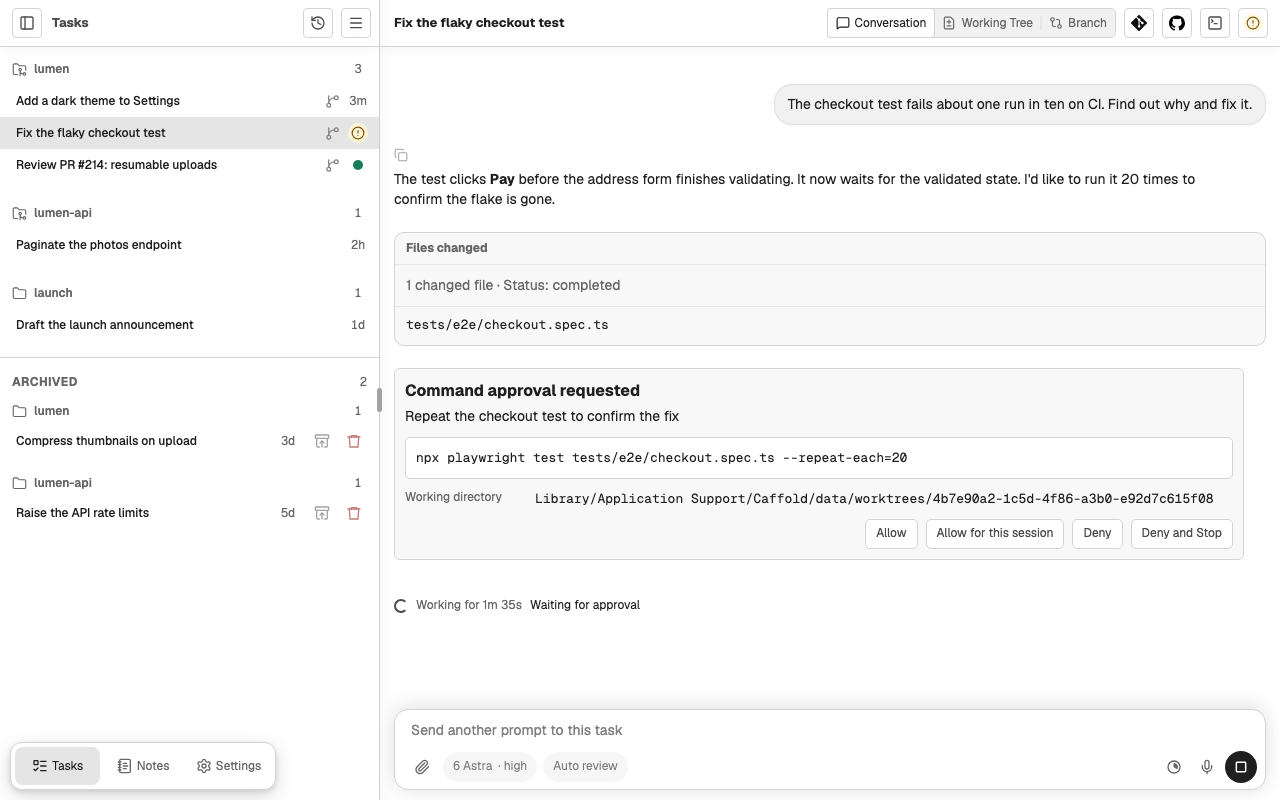 Tasks
lumen 3
Add a dark theme to Settings 3m
Fix the flaky checkout test
Review PR #214: resumable uploads
lumen-api 1
Paginate the photos endpoint 2h
launch 1
Draft the launch announcement 1d
ARCHIVED 2
lumen 1
Compress thumbnails on upload 3d
lumen-api 1
Raise the API rate limits 5d
Tasks Notes Settings
Fix the flaky checkout test
Conversation Working Tree Branch
The checkout test fails about one run in ten on CI. Find out why and fix it.
The test clicks Pay before the address form finishes validating. It now waits for the validated state. I'd like to run it 20 times to
confirm the flake is gone.
Files changed
1 changed file · Status: completed
tests/e2e/checkout.spec.ts
Command approval requested
Repeat the checkout test to confirm the fix
npx playwright test tests/e2e/checkout.spec.ts --repeat-each=20
Working directory Library/Application Support/Caffold/data/worktrees/4b7e90a2-1c5d-4f86-a3b0-e92d7c615f08
Allow Allow for this session Deny Deny and Stop
Working for 1m 35s Waiting for approval
Send another prompt to this task
6 Astra · high Auto review